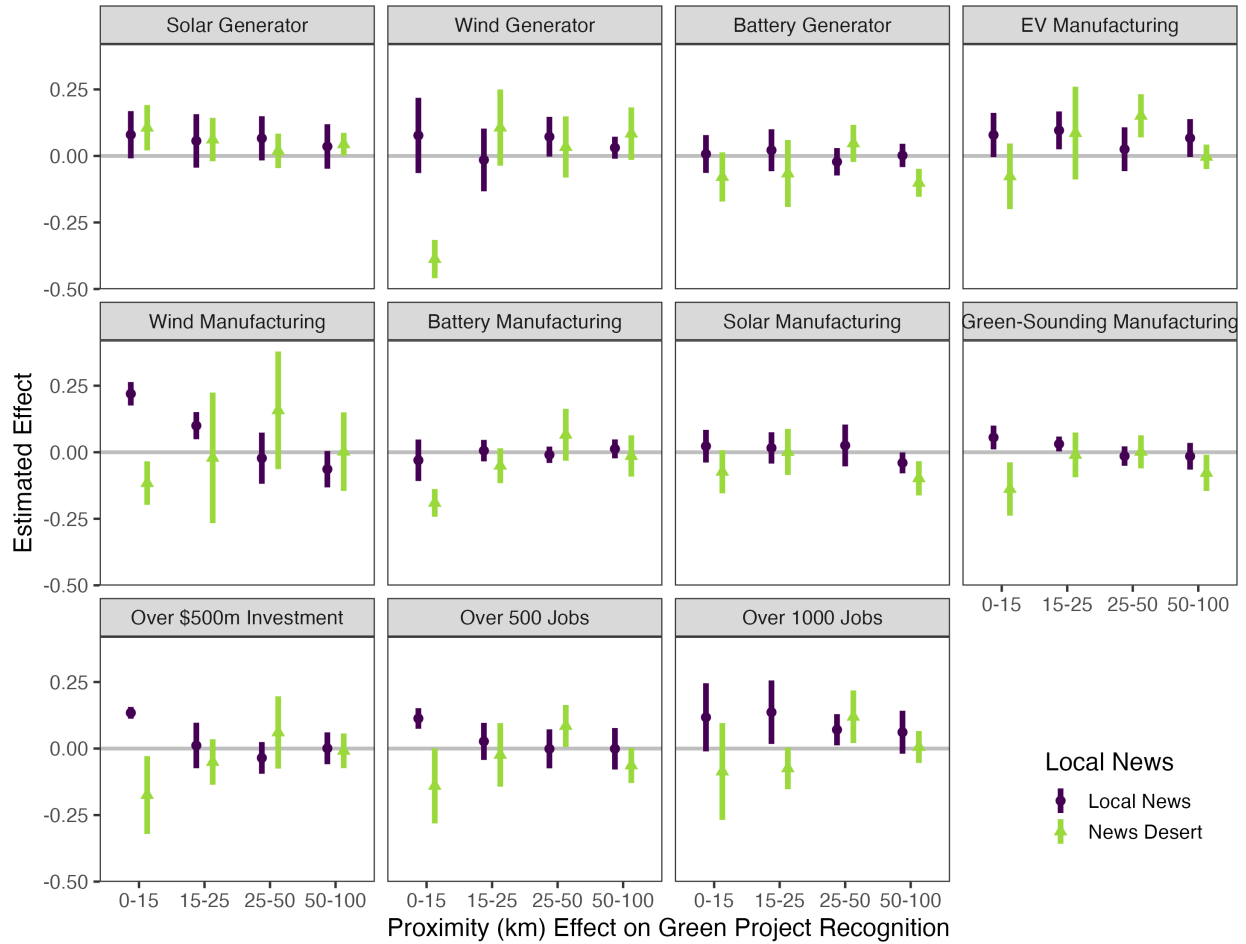 Solar Generator
Wind Generator
Battery Generator
EV Manufacturing
0.25
0.00
-0.25
-0.50
Wind Manufacturing
Battery Manufacturing
Solar Manufacturing
Green-Sounding Manufacturing
0.25
0.00
-0.25
-0.50
0-15 15-25 25-50 50-100
Over $500m Investment
Over 500 Jobs
Over 1000 Jobs
0.25
0.00
-0.25
-0.50
0-15 15-25 25-50 50-100
0-15 15-25 25-50 50-100
0-15 15-25 25-50 50-100
Estimated Effect
Proximity (km) Effect on Green Project Recognition
Local News
Local News
News Desert